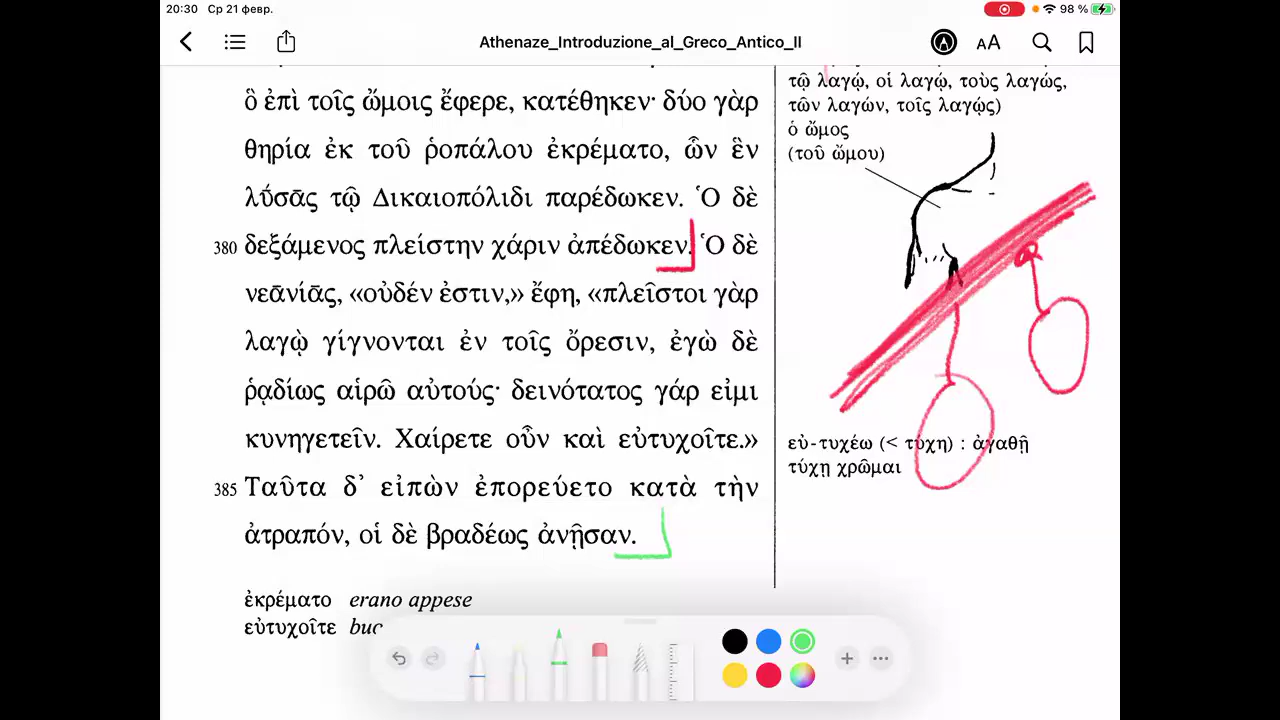 20:30 Ср 21 февр.
98 %
Athenaze_Introduzione_al_Greco_Antico_II
AA
ὃ ἐπὶ τοῖς ὤμοις ἔφερε, κατέθηκεν· δύο γὰρ
θηρία ἐκ τοῦ ῥοπάλου ἐκρέματο, ὧν ἓν
λῡ́σᾱς τῷ Δικαιοπόλιδι παρέδωκεν. Ὁ δὲ
380 δεξάμενος πλείστην χάριν ἀπέδωκεν. Ὁ δὲ
νεᾱνίᾱς, «οὐδέν ἐστιν,» ἔφη, «πλεῖστοι γὰρ
λαγῲ γίγνονται ἐν τοῖς ὄρεσιν, ἐγὼ δὲ
ῥᾳδίως αἱρῶ αὐτούς· δεινότατος γάρ εἰμι
κυνηγετεῖν. Χαίρετε οὖν καὶ εὐτυχοῖτε.»
385 Ταῦτα δ’ εἰπὼν ἐπορεύετο κατὰ τὴν
ἀτραπόν, οἱ δὲ βραδέως ἀνῇσαν.
ἐκρέματο erano appese
εὐτυχοῖτε
τῷ λαγῴ, οἱ λαγῴ, τοὺς λαγώς,
τῶν λαγών, τοῖς λαγῴς)
ὁ ὦμος
(τοῦ ὤμου)
εὐ-τυχέω (< τύχη) : ἀγαθῇ
τύχῃ χρῶμαι